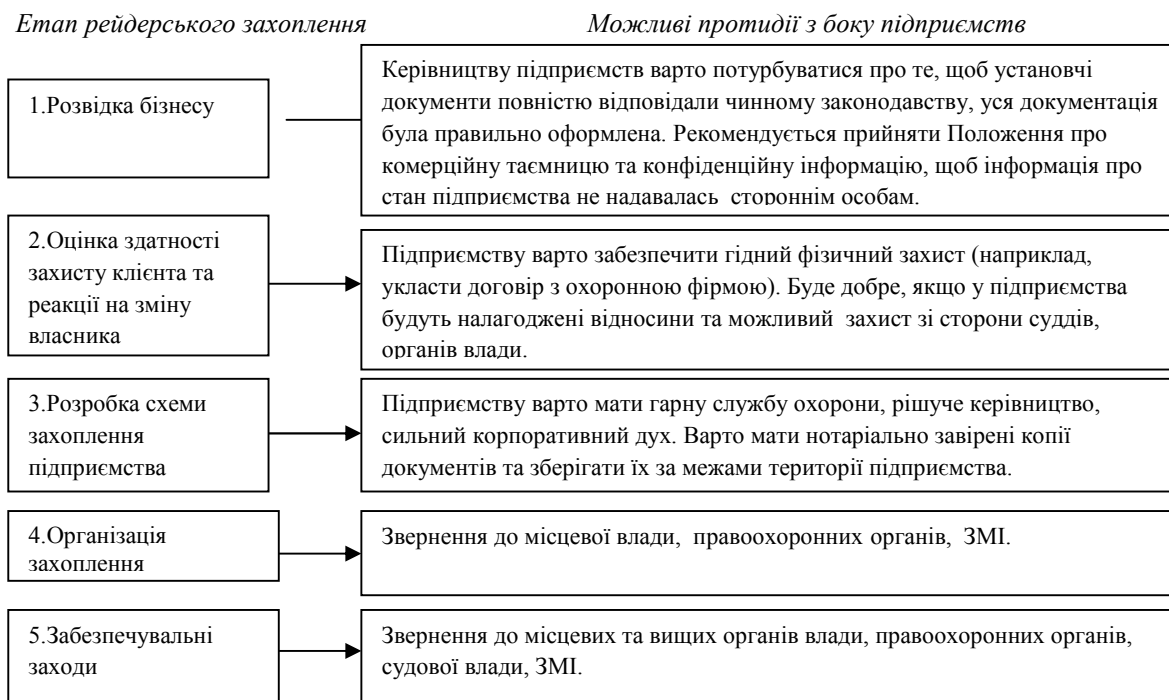 Етап рейдерського захоплення
Можливі протидії з боку підприємств
1.Розвідка бізнесу
Керівництву підприємств варто потурбуватися про те, щоб установчі
документи повністю відповідали чинному законодавству, уся документація
була правильно оформлена. Рекомендується прийняти Положення про
комерційну таємницю та конфіденційну інформацію, щоб інформація про
стан підприємства не надавалась стороннім особам.
2.Оцінка здатності
захисту клієнта та
реакції на зміну
власника
Підприємству варто забезпечити гідний фізичний захист (наприклад,
укласти договір з охоронною фірмою). Буде добре, якщо у підприємства
будуть налагоджені відносини та можливий захист зі сторони суддів,
органів влади.
3.Розробка схеми
захоплення
підприємства
Підприємству варто мати гарну службу охорони, рішуче керівництво,
сильний корпоративний дух. Варто мати нотаріально завірені копії
документів та зберігати їх за межами території підприємства.
4.Організація
захоплення
Звернення до місцевої влади, правоохоронних органів, ЗМІ.
5.Забезпечувальні
заходи
Звернення до місцевих та вищих органів влади, правоохоронних органів,
судової влади, ЗМІ.